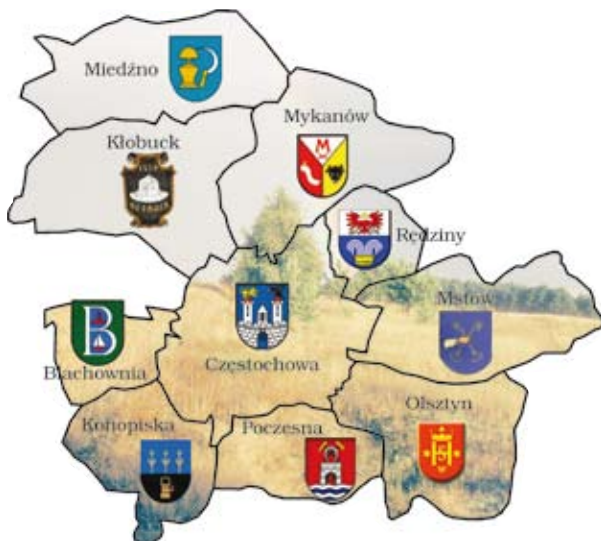 Miedźno
Mykanów
M
Kłobuck
Rędziny
Mstów
B
Blachownia
Częstochowa
Olsztyn
Konopiska
Poczesna